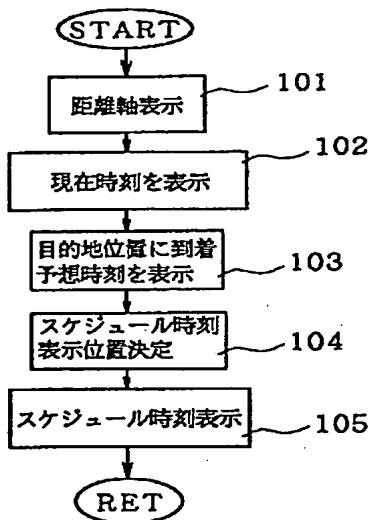 START
距離軸表示
101
現在時刻を表示
102
目的地位置に到着
予想時刻を表示
103
スケジュール時刻
表示位置決定
104
スケジュール時刻表示
105
RET